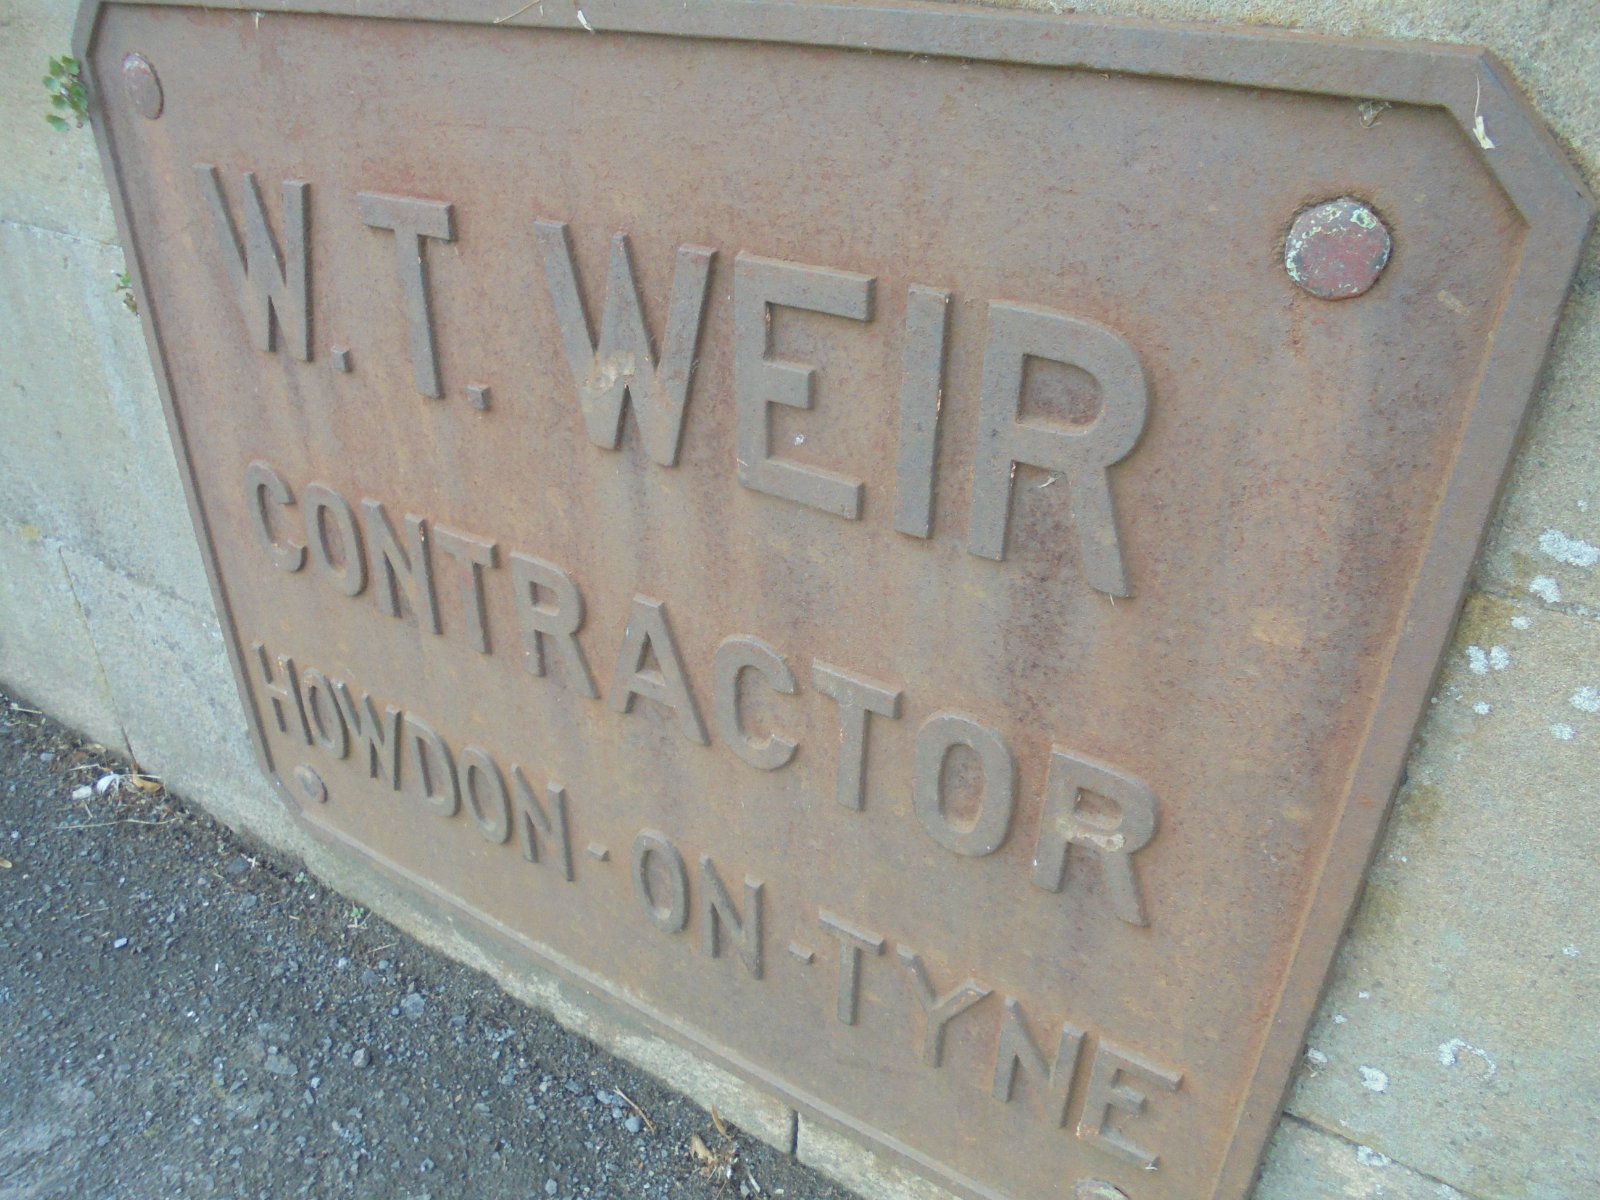 W. T. WEIR
CONTRACTOR
HOWDON-ON-TYNE